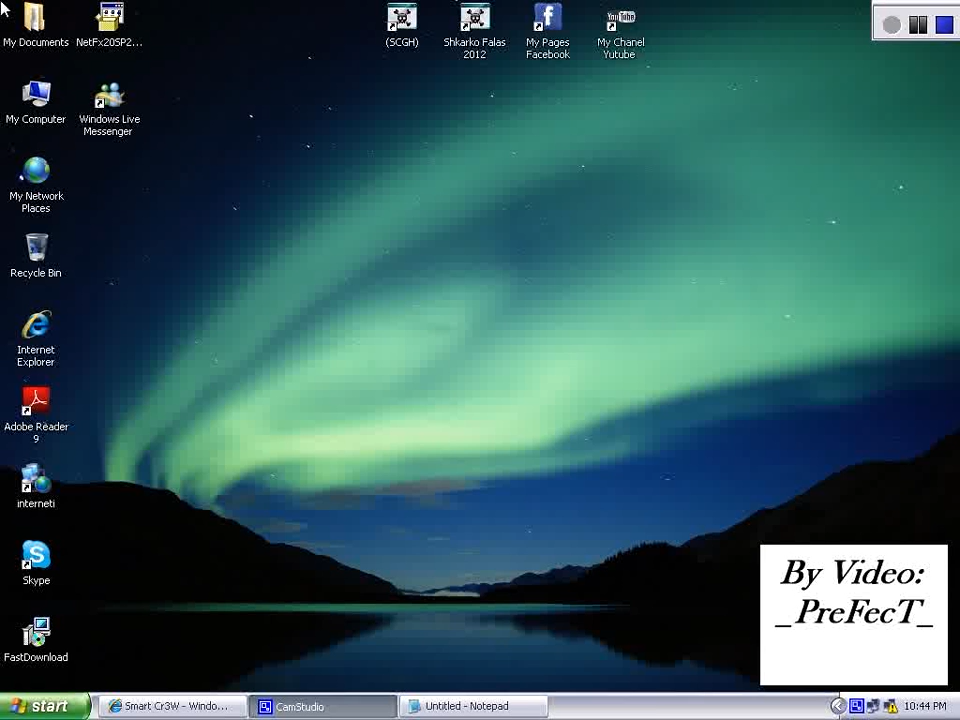 My Documents
NetFx20SP2...
(SCGH)
Shkarko Falas
2012
My Pages
Facebook
You Tube
My Chanel
Yutube
My Computer
Windows Live
Messenger
My Network
Places
Recycle Bin
Internet
Explorer
Adobe Reader
9
interneti
Skype
FastDownload
By Video:
_PreFecT_
start
Smart Cr3W - Windo...
CamStudio
Untitled - Notepad
10:44 PM